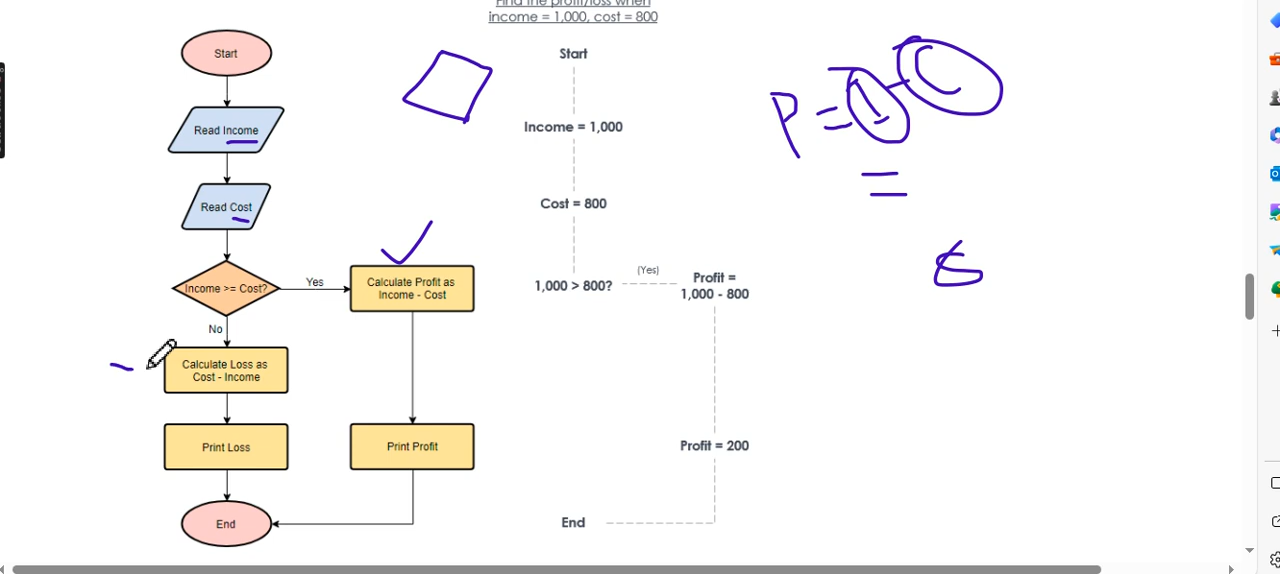 Find the profit/loss when
income = 1,000, cost = 800
Start
Read Income
Read Cost
Income >= Cost?
Yes
No
Calculate Profit as
Income - Cost
Calculate Loss as
Cost - Income
Print Loss
Print Profit
End
Start
Income = 1,000
Cost = 800
1,000 > 800?
(Yes)
Profit =
1,000 - 800
Profit = 200
End
P = I - C
=